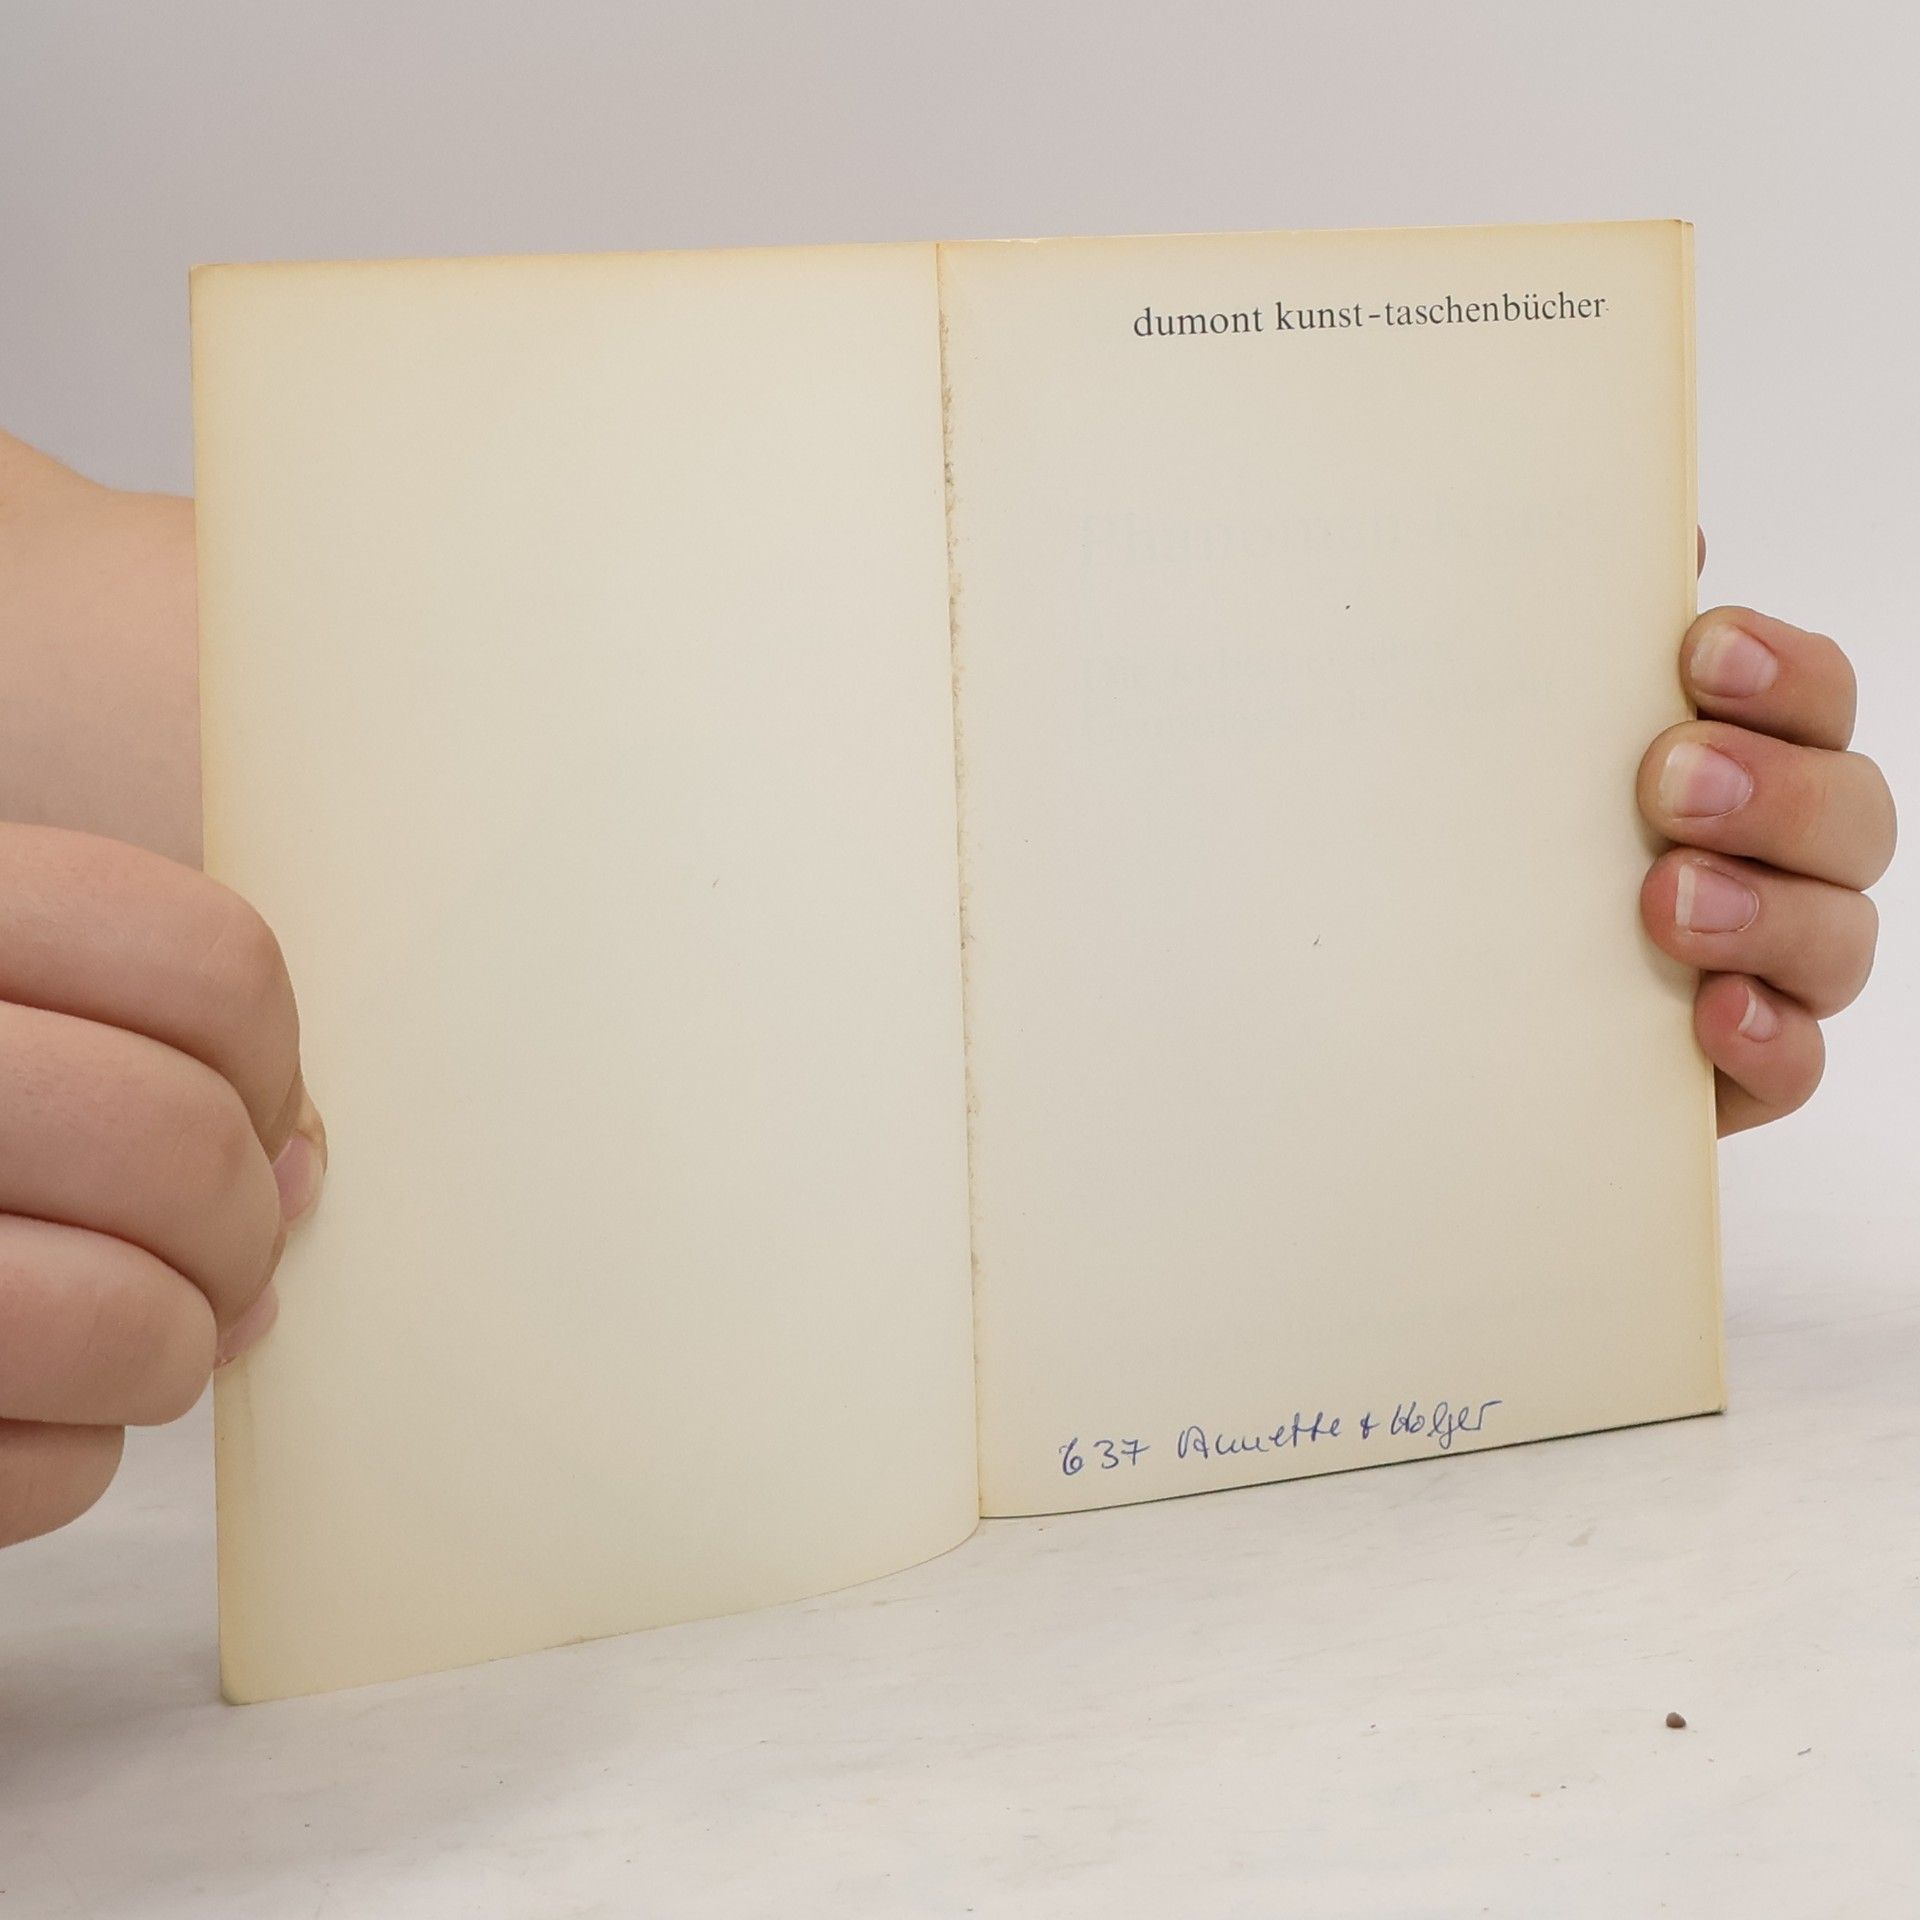 dumont kunst-taschenbücher
637 Annette + Holger